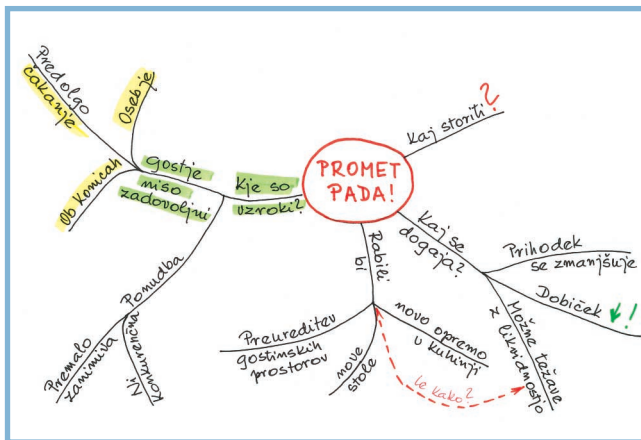 PROMET
PADA!
Kaj storiti?
Kaj se
dogaja?
Prihodek
se zmanjšuje
Dobiček ↓!
Možne težave
z likvidnostjo
Rabili
bi
Preureditev
gostinskih
prostorov
nove
stole
novo opremo
v kuhinji
le kako?
Kje so
vzroki?
gostje
niso
zadovoljni
Osebje
Predolgo
čakanje
Ob konicah
Ponudba
Premalo
zanimiva
Ni
konkurenčna